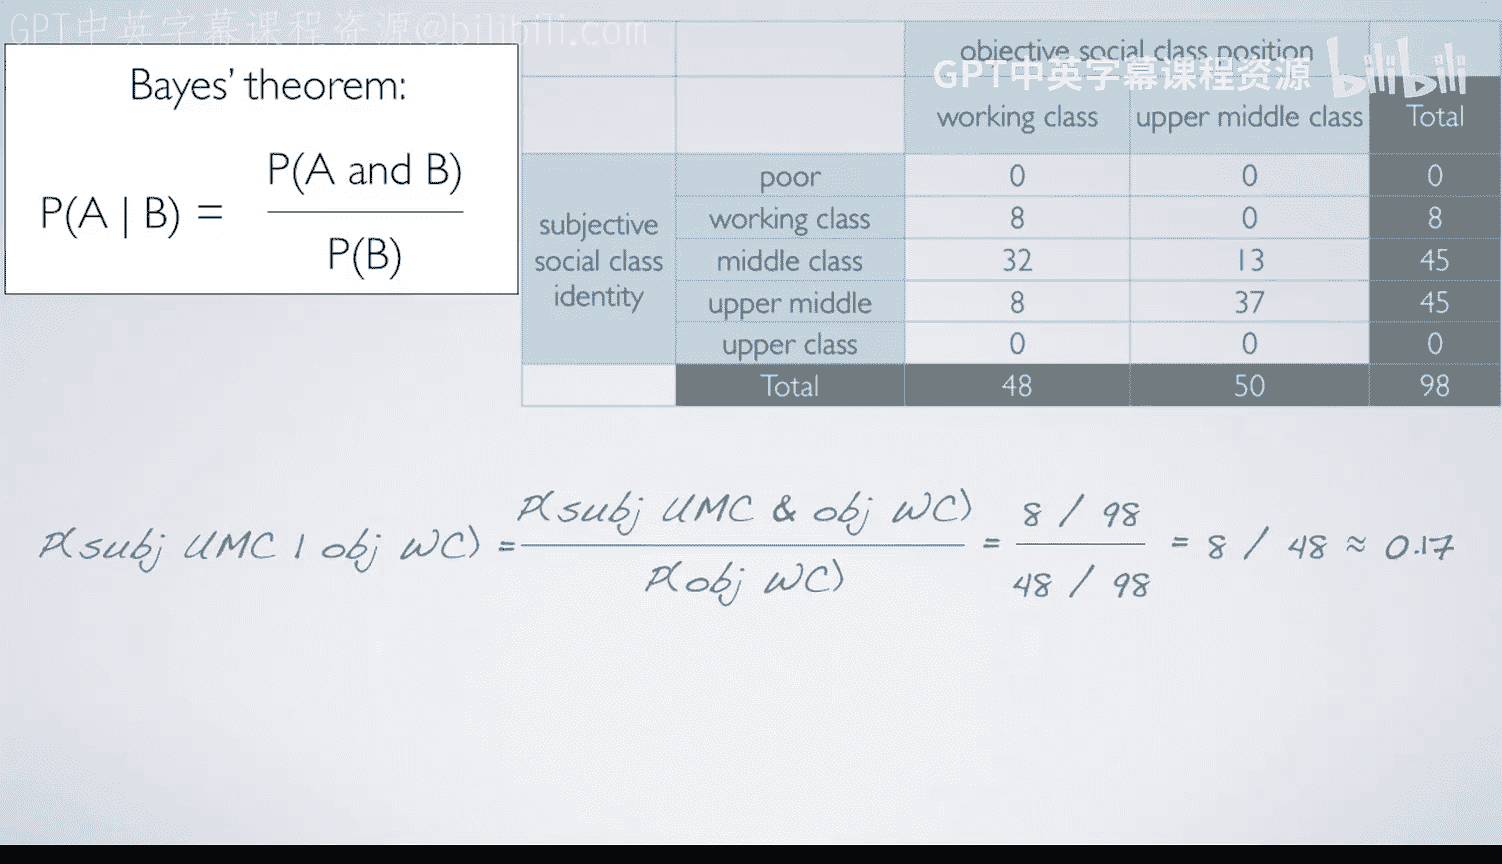 GPT中英字幕课程资源@bilibili.com
Bayes' theorem:
P(A | B) = P(A and B) / P(B)
objective social class position
GPT中英字幕课程资源 bilibili
working class upper middle class Total
subjective social class identity
poor 0 0 0
working class 8 0 8
middle class 32 13 45
upper middle 8 37 45
upper class 0 0 0
Total 48 50 98
P(subj UMC | obj WC) = P(subj UMC & obj WC) / P(obj WC) = 8 / 98 / 48 / 98 = 8 / 48 ≈ 0.17